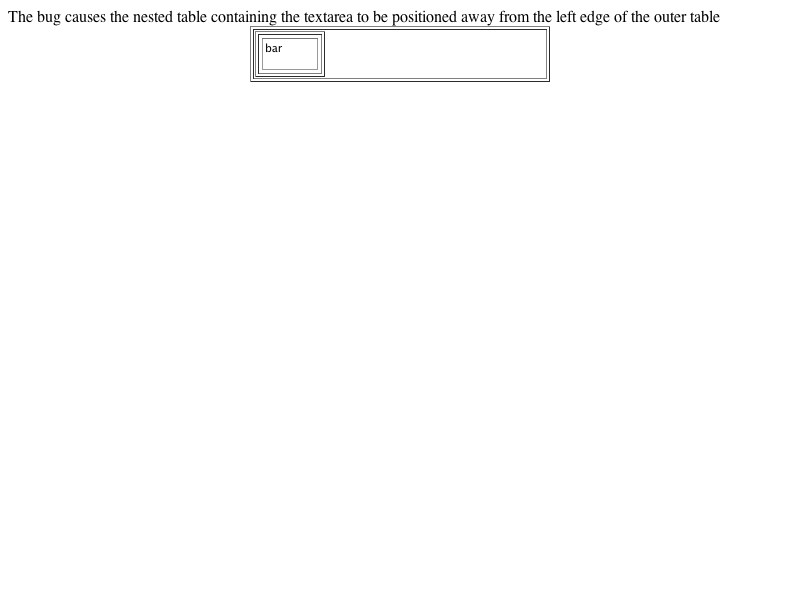 The bug causes the nested table containing the textarea to be positioned away from the left edge of the outer table
bar